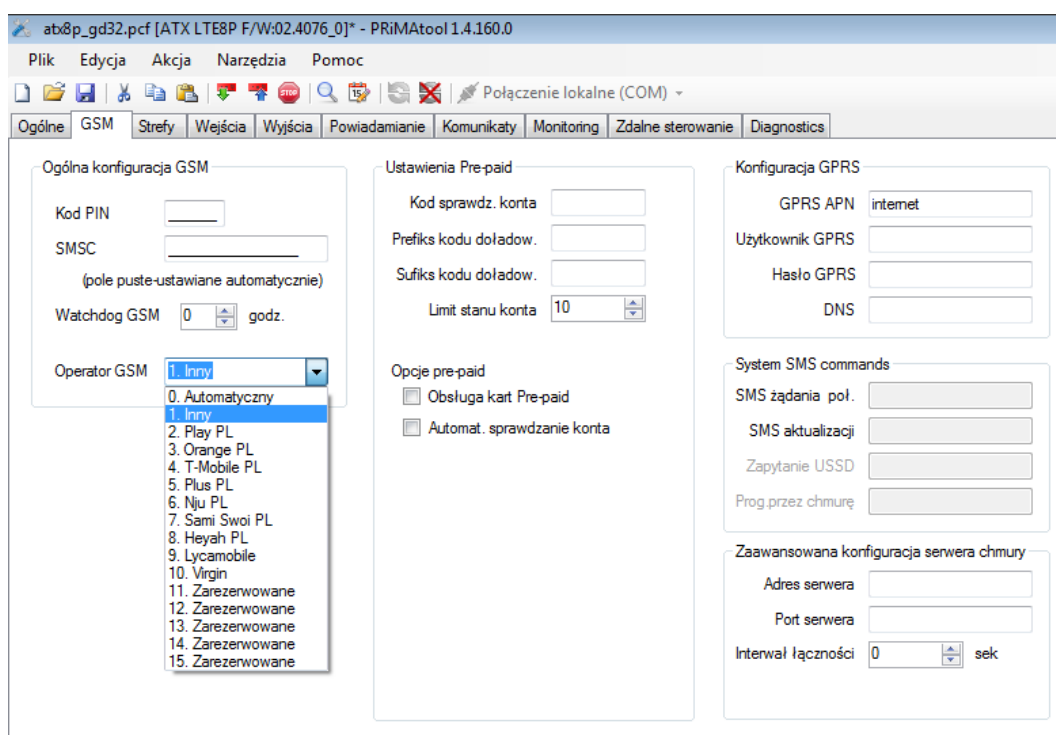 atx8p_gd32.pcf [ATX LTE8P F/W:02.4076_0]* - PRiMAtool 1.4.160.0
Plik Edycja Akcja Narzędzia Pomoc
STOP 15 Połączenie lokalne (COM)
Ogólne GSM Strefy Wejścia Wyjścia Powiadamianie Komunikaty Monitoring Zdalne sterowanie Diagnostics
Ogólna konfiguracja GSM
Kod PIN
SMSC
(pole puste-ustawiane automatycznie)
Watchdog GSM 0 godz.
Operator GSM 1. Inny
0. Automatyczny
1. Inny
2. Play PL
3. Orange PL
4. T-Mobile PL
5. Plus PL
6. Nju PL
7. Sami Swoi PL
8. Heyah PL
9. Lycamobile
10. Virgin
11. Zarezerwowane
12. Zarezerwowane
13. Zarezerwowane
14. Zarezerwowane
15. Zarezerwowane
Ustawienia Pre-paid
Kod sprawdz. konta
Prefiks kodu doładow.
Sufiks kodu doładow.
Limit stanu konta 10
Opcje pre-paid
Obsługa kart Pre-paid
Automat. sprawdzanie konta
Konfiguracja GPRS
GPRS APN internet
Użytkownik GPRS
Hasło GPRS
DNS
System SMS commands
SMS żądania poł.
SMS aktualizacji
Zapytanie USSD
Prog.przez chmurę
Zaawansowana konfiguracja serwera chmury
Adres serwera
Port serwera
Interwał łączności 0 sek